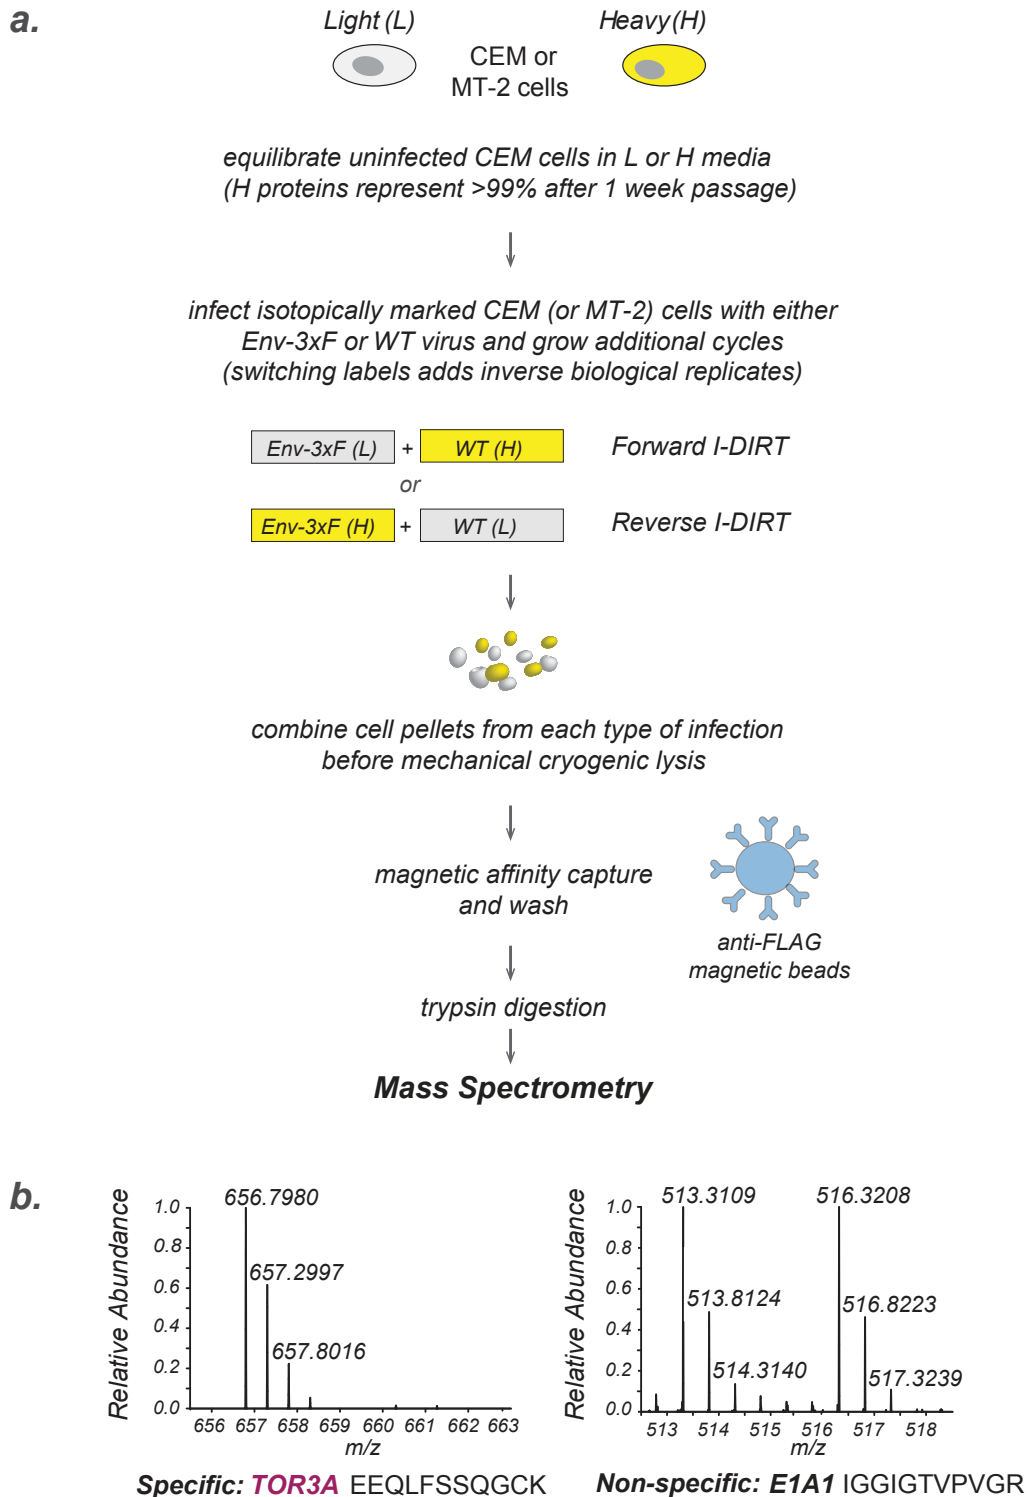 a.
Light (L)
Heavy (H)
CEM or
MT-2 cells
equilibrate uninfected CEM cells in L or H media
(H proteins represent >99% after 1 week passage)
infect isotopically marked CEM (or MT-2) cells with either
Env-3xF or WT virus and grow additional cycles
(switching labels adds inverse biological replicates)
Env-3xF (L) + WT (H) Forward I-DIRT
or
Env-3xF (H) + WT (L) Reverse I-DIRT
combine cell pellets from each type of infection
before mechanical cryogenic lysis
magnetic affinity capture
and wash
anti-FLAG
magnetic beads
trypsin digestion
Mass Spectrometry
b.
Relative Abundance
1.0
0.8
0.6
0.4
0.2
0.0
656.7980
657.2997
657.8016
656 657 658 659 660 661 662 663
m/z
Specific: TOR3A EEQLFSSQGCK
Relative Abundance
1.0
0.8
0.6
0.4
0.2
0.0
513.3109
513.8124
514.3140
516.3208
516.8223
517.3239
513 514 515 516 517 518
m/z
Non-specific: E1A1 IGGIGTVPVGR